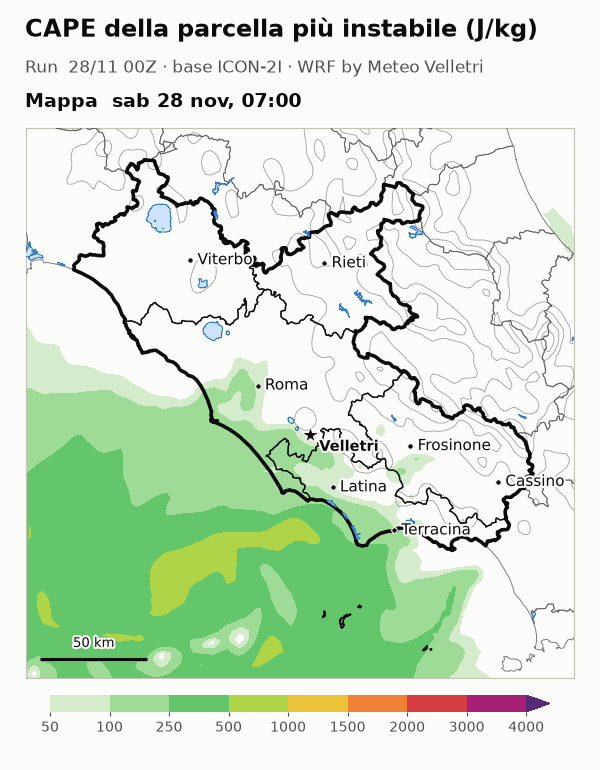 CAPE della parcella più instabile (J/kg)
Run  28/11 00Z · base ICON-2I · WRF by Meteo Velletri
Mappa  sab 28 nov, 07:00
Viterbo
Rieti
Roma
Velletri
Frosinone
Latina
Cassino
Terracina
50 km
50 100 250 500 1000 1500 2000 3000 4000